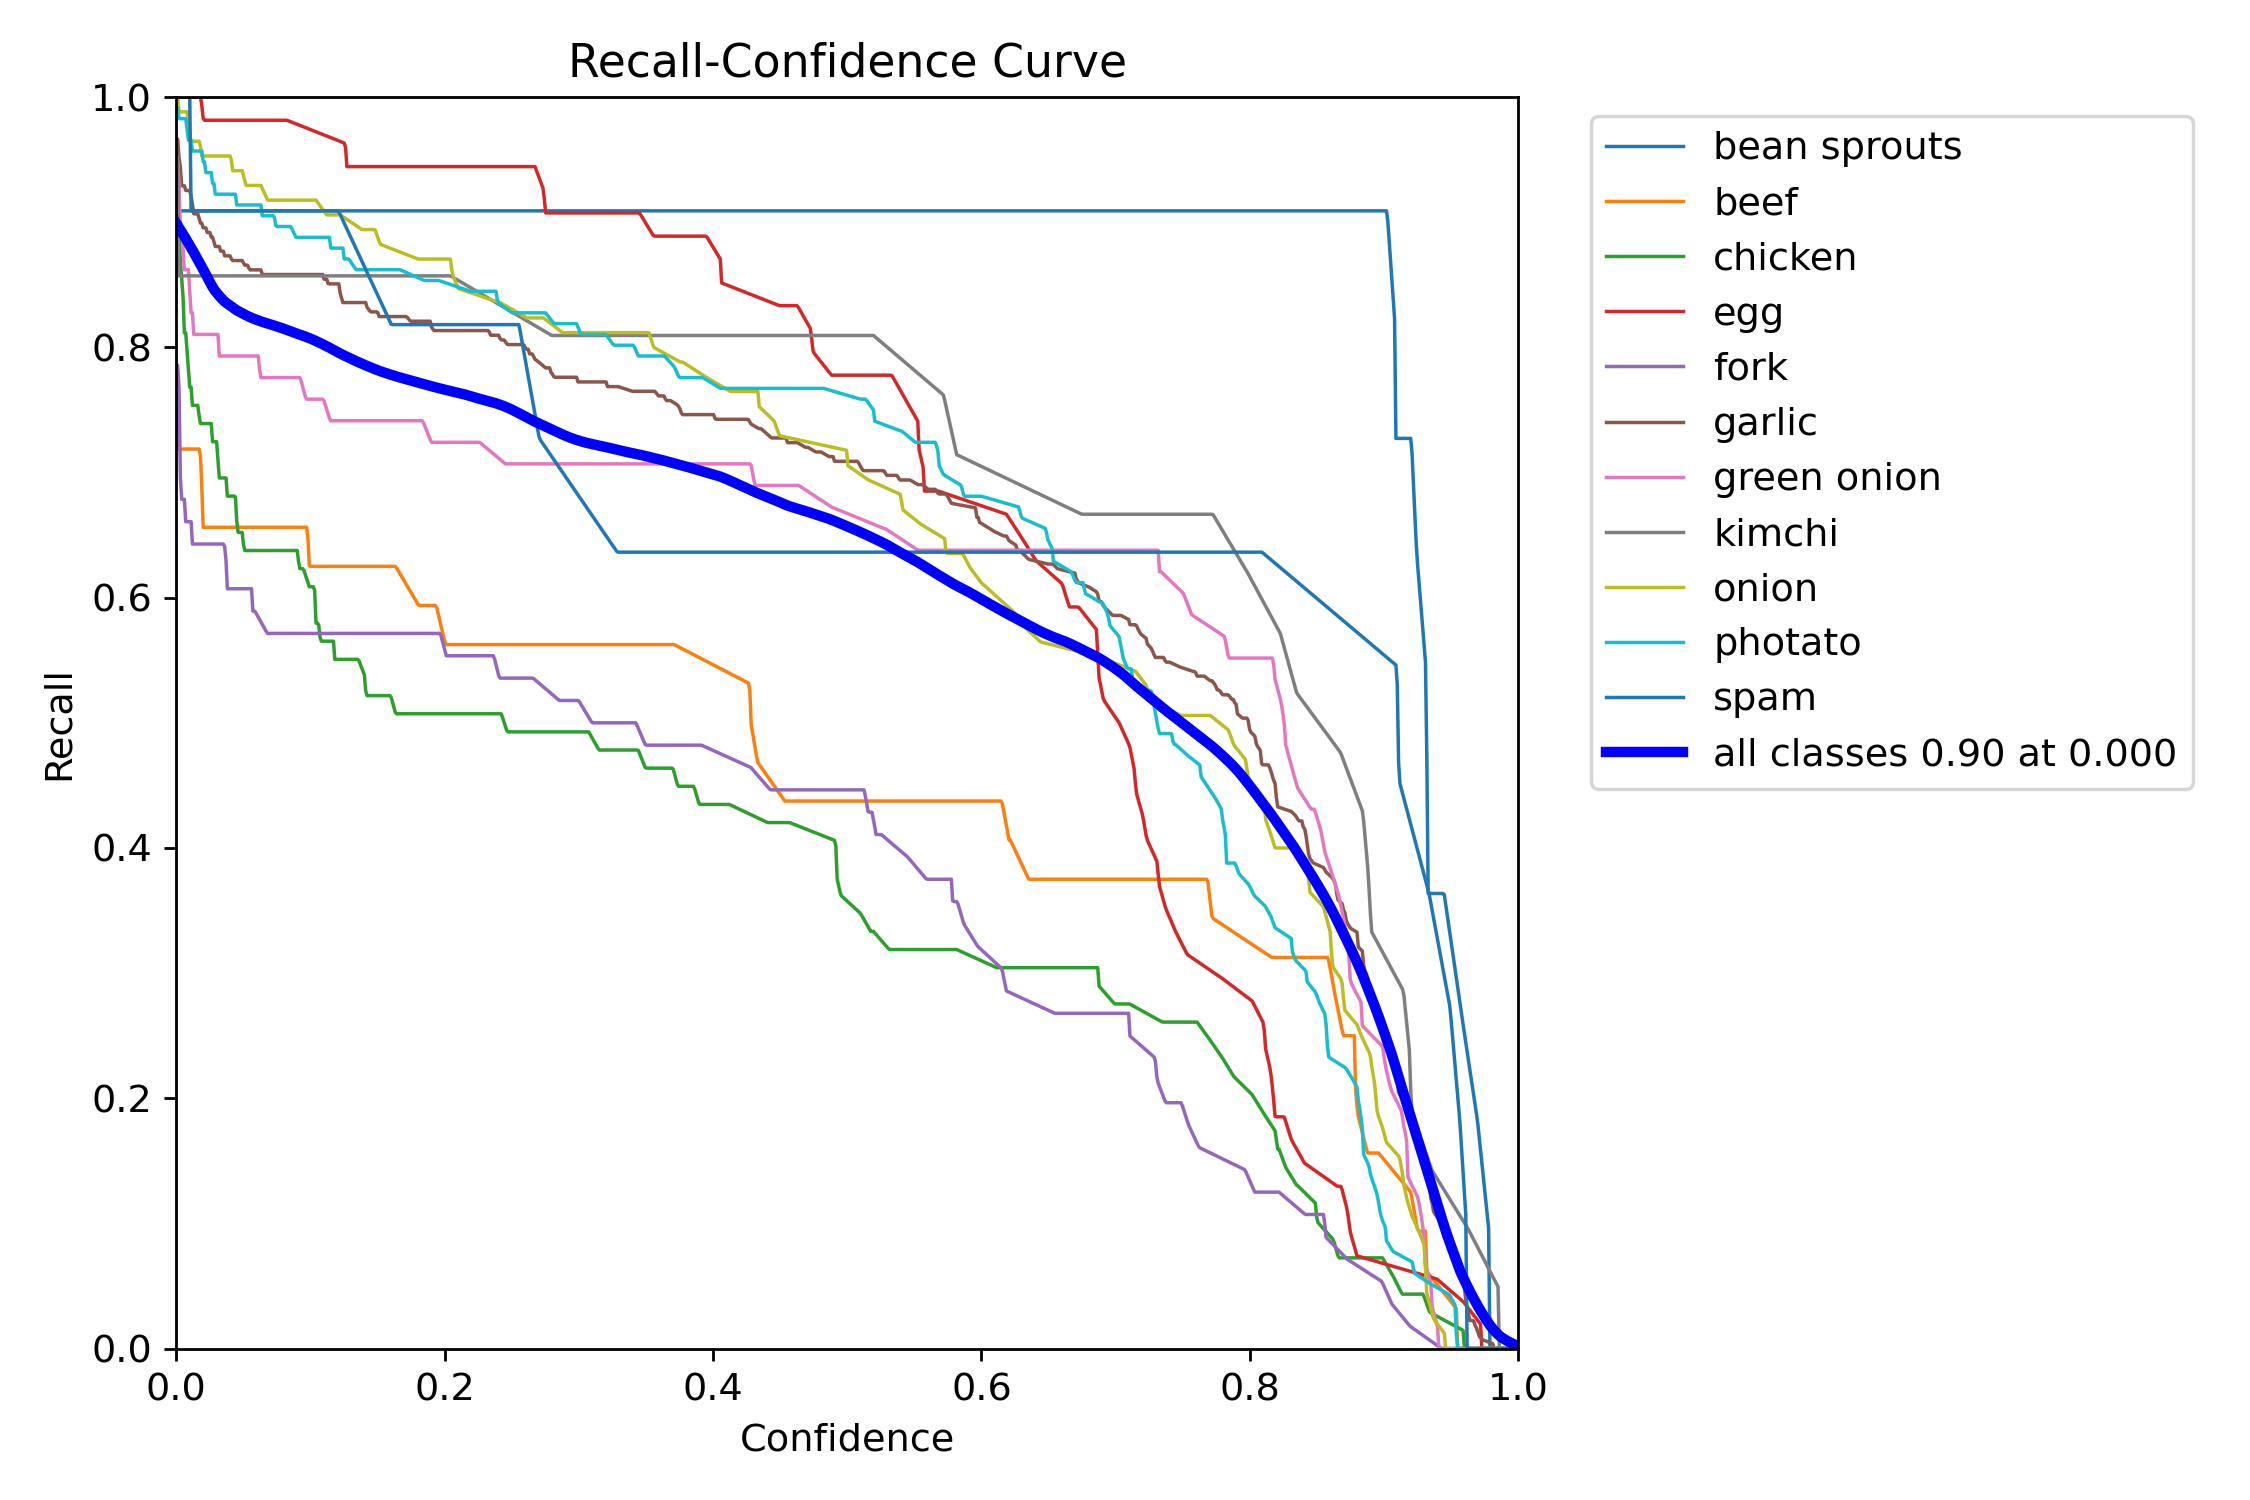 Recall-Confidence Curve
1.0
0.8
0.6
0.4
0.2
0.0
Recall
0.0 0.2 0.4 0.6 0.8 1.0
Confidence
bean sprouts
beef
chicken
egg
fork
garlic
green onion
kimchi
onion
photato
spam
all classes 0.90 at 0.000